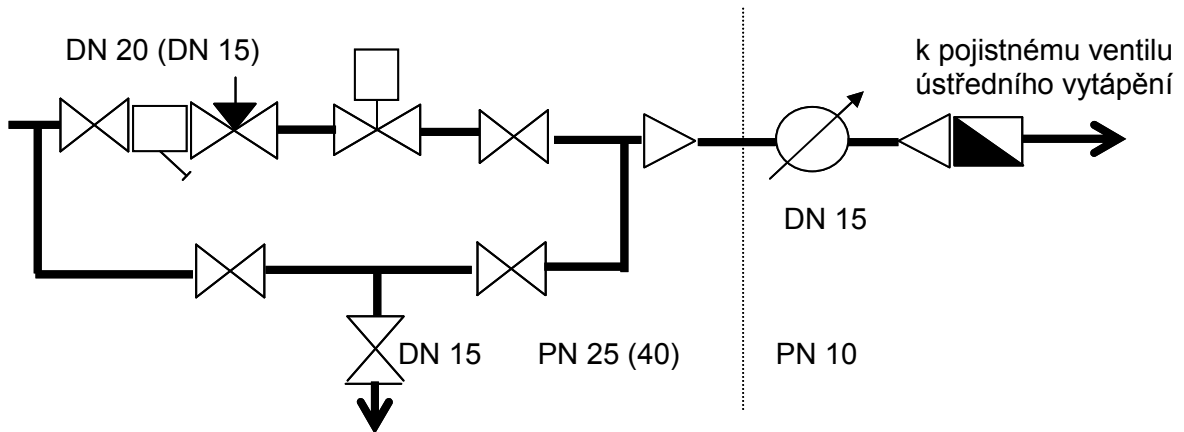 DN 20 (DN 15)
k pojistnému ventilu
ústředního vytápění
DN 15
DN 15
PN 25 (40)
PN 10